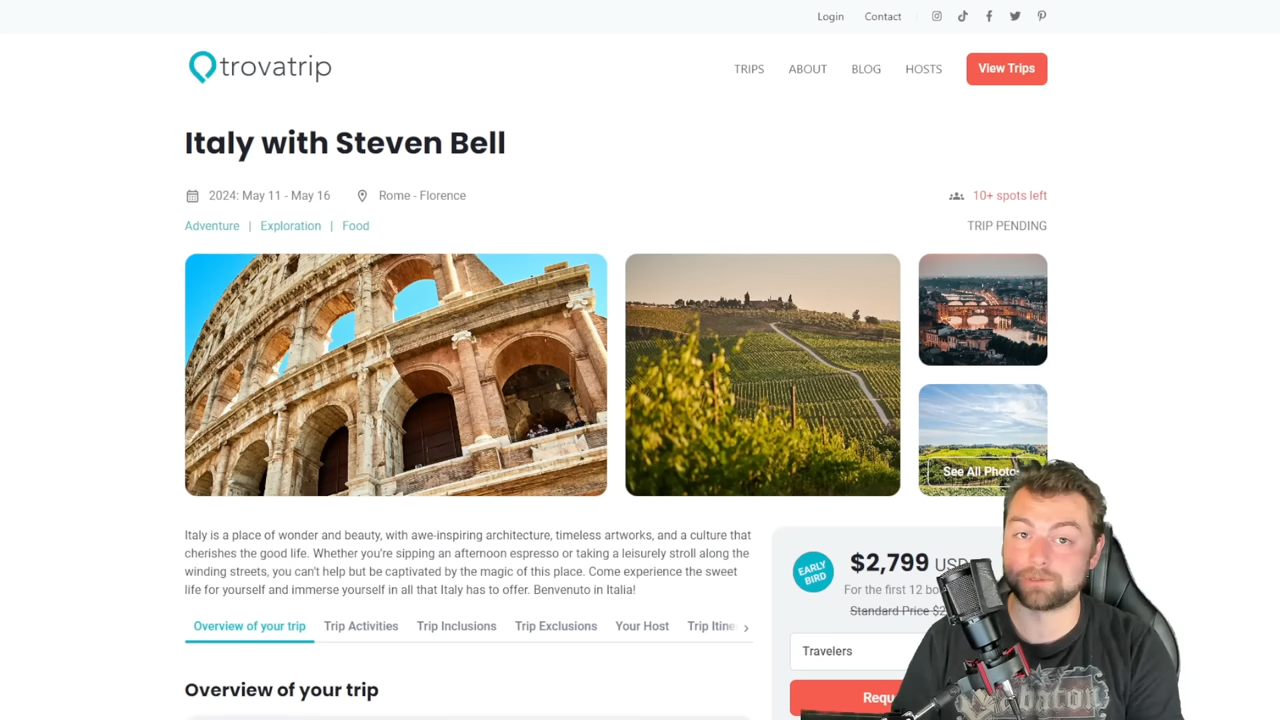 Login Contact
trovatrip
TRIPS ABOUT BLOG HOSTS View Trips
Italy with Steven Bell
2024: May 11 - May 16 Rome - Florence 10+ spots left
Adventure | Exploration | Food TRIP PENDING
See All Photo
Italy is a place of wonder and beauty, with awe-inspiring architecture, timeless artworks, and a culture that
cherishes the good life. Whether you're sipping an afternoon espresso or taking a leisurely stroll along the
winding streets, you can't help but be captivated by the magic of this place. Come experience the sweet
life for yourself and immerse yourself in all that Italy has to offer. Benvenuto in Italia!
Overview of your trip Trip Activities Trip Inclusions Trip Exclusions Your Host Trip Itine
Overview of your trip
EARLY
BIRD
$2,799 USD
For the first 12 bo
Standard Price $2
Travelers
Requ
Sabaton